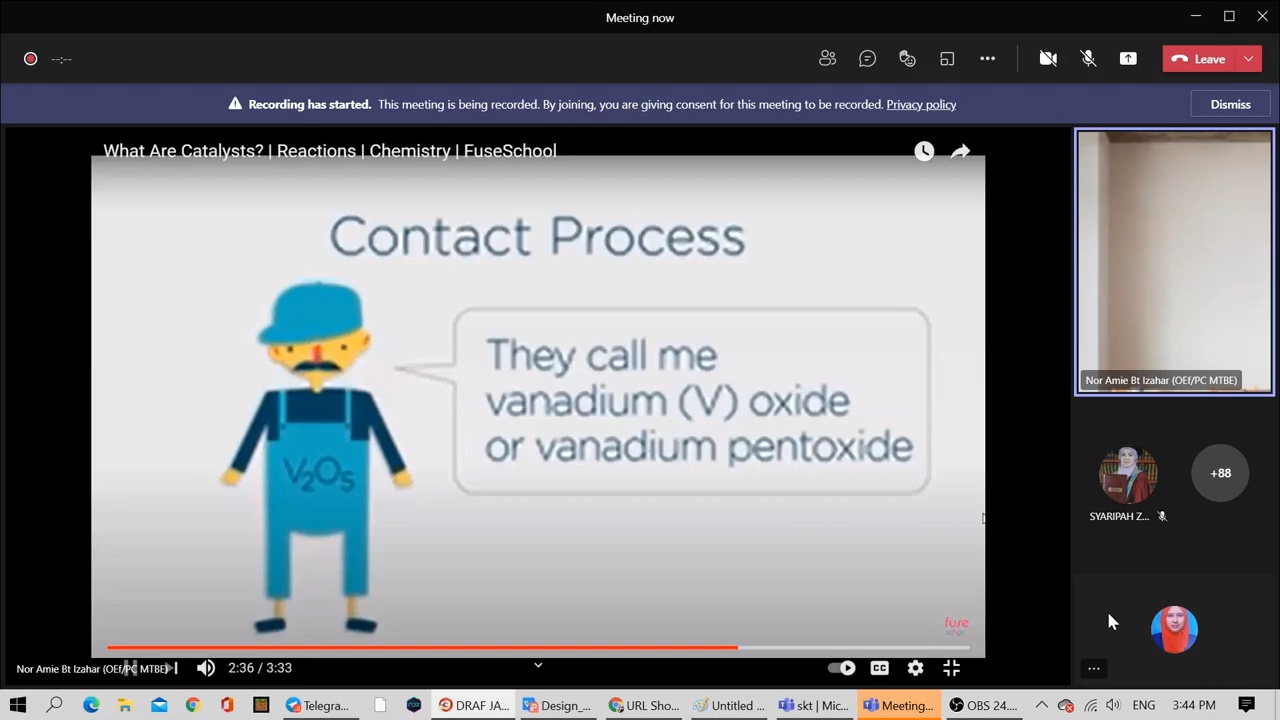 Meeting now
--:--
Leave
Recording has started. This meeting is being recorded. By joining, you are giving consent for this meeting to be recorded. Privacy policy
Dismiss
What Are Catalysts? | Reactions | Chemistry | FuseSchool
Contact Process
They call me
vanadium (V) oxide
or vanadium pentoxide
V₂O₅
fuse
school
Nor Amie Bt Izahar (OEf/PC MTBE)
+88
SYARIPAH Z...
Nor Amie Bt Izahar (OEf/PC MTBE)
2:36 / 3:33
CC
Telegra...
DRAF JA...
Design_...
URL Sho...
Untitled ...
skt | Mic...
Meeting...
OBS 24....
ENG
3:44 PM